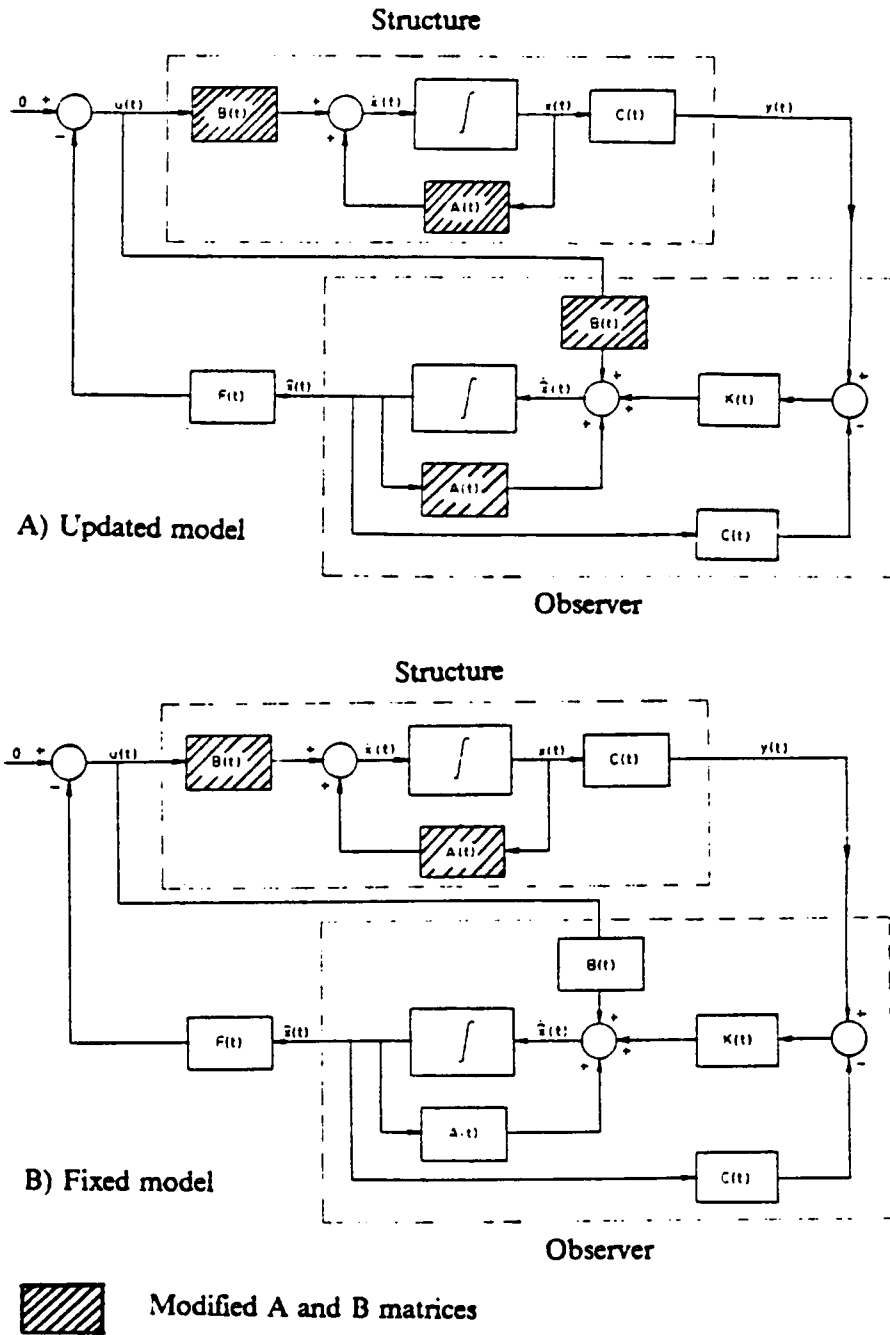 Structure
0 + u(t) B(t) + ẋ(t) ∫ x(t) C(t) y(t)
- +
A(t)
B(t)
+ +
F(t) x̂(t) ∫ x̂̇(t) + K(t)
+ -
A(t)
A) Updated model
C(t)
Observer
Structure
0 + u(t) B(t) + ẋ(t) ∫ x(t) C(t) y(t)
- +
A(t)
B(t)
+ +
F(t) x̂(t) ∫ x̂̇(t) + K(t)
+ -
A(t)
B) Fixed model
C(t)
Observer
Modified A and B matrices